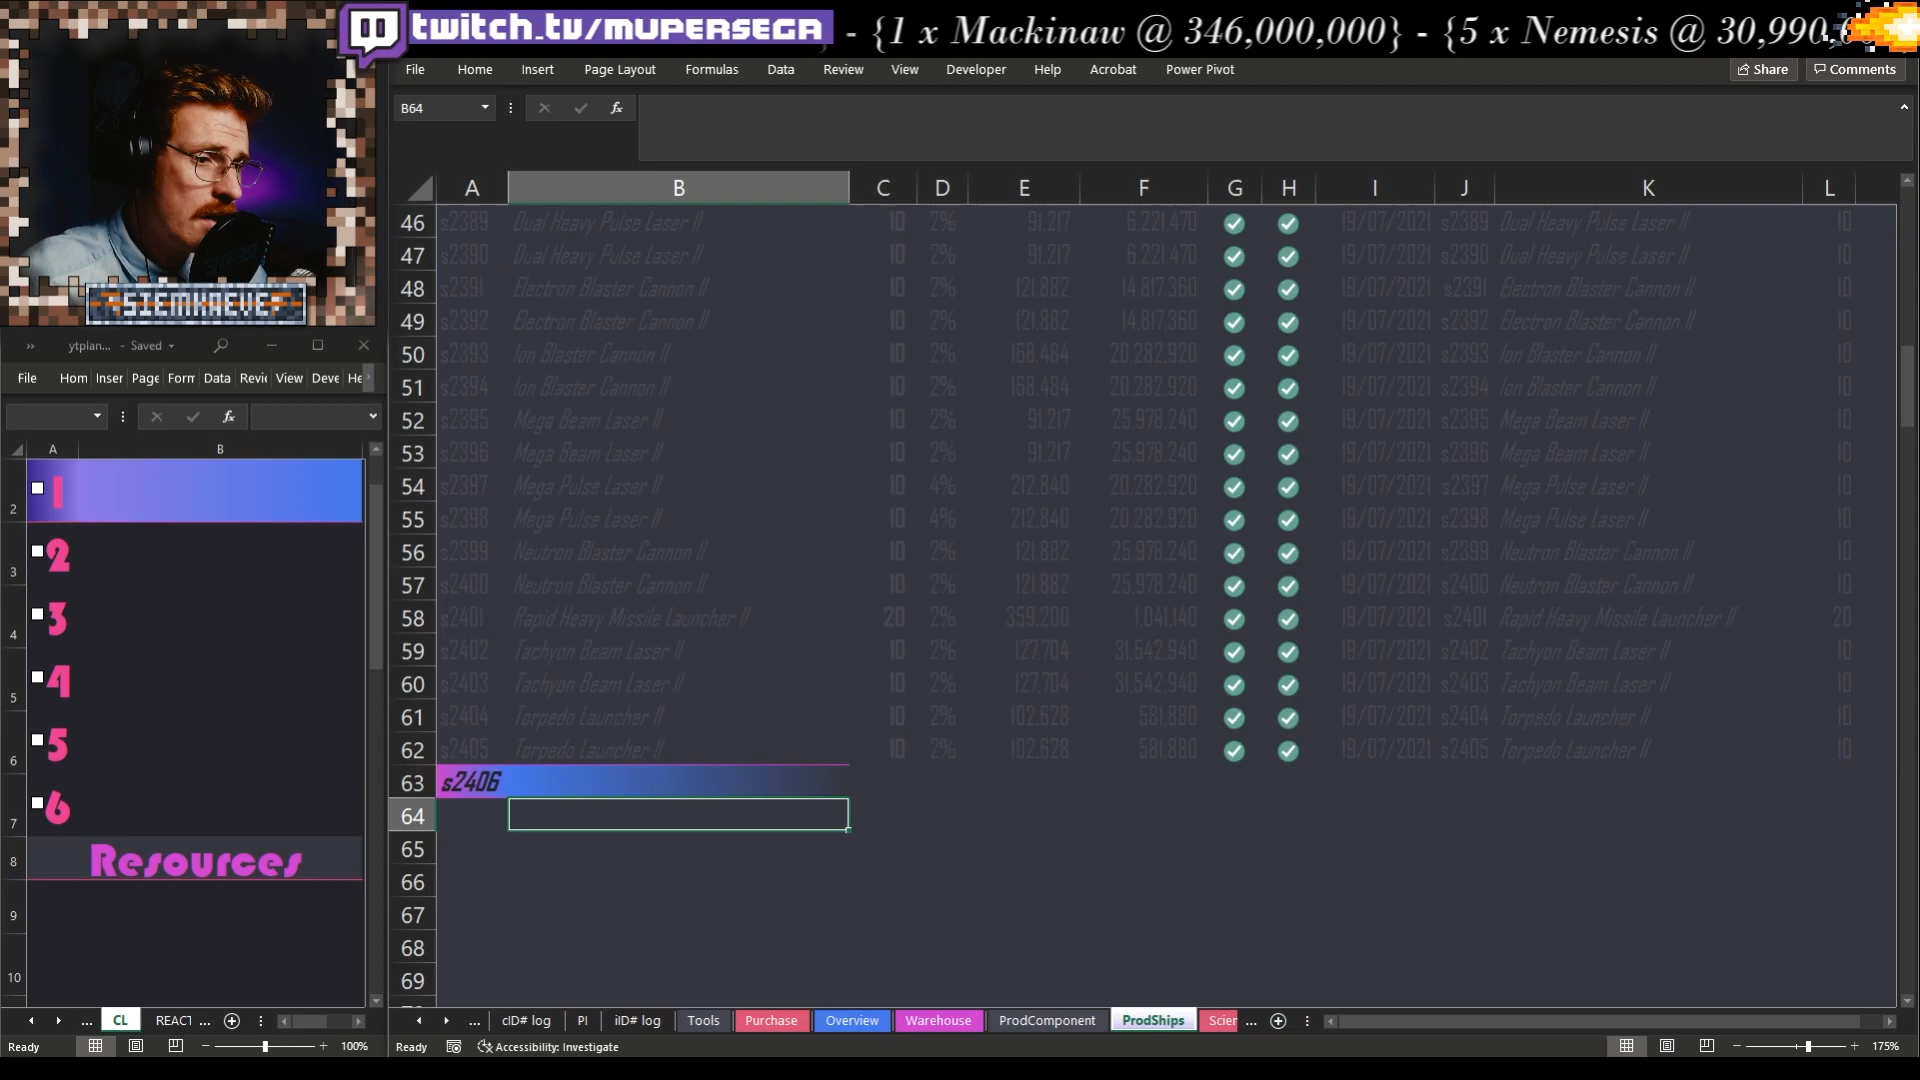 twitch.tv/mupersega
- {1 x Mackinaw @ 346,000,000} - {5 x Nemesis @ 30,990,
File Home Insert Page Layout Formulas Data Review View Developer Help Acrobat Power Pivot Share Comments
B64 fx
A B C D E F G H I J K L
46 s2389 Dual Heavy Pulse Laser II 10 2% 91,217 6,221,470 19/07/2021 s2389 Dual Heavy Pulse Laser II 10
47 s2390 Dual Heavy Pulse Laser II 10 2% 91,217 6,221,470 19/07/2021 s2390 Dual Heavy Pulse Laser II 10
48 s2391 Electron Blaster Cannon II 10 2% 121,882 14,817,360 19/07/2021 s2391 Electron Blaster Cannon II 10
49 s2392 Electron Blaster Cannon II 10 2% 121,882 14,817,360 19/07/2021 s2392 Electron Blaster Cannon II 10
50 s2393 Ion Blaster Cannon II 10 2% 168,484 20,282,920 19/07/2021 s2393 Ion Blaster Cannon II 10
51 s2394 Ion Blaster Cannon II 10 2% 168,484 20,282,920 19/07/2021 s2394 Ion Blaster Cannon II 10
52 s2395 Mega Beam Laser II 10 2% 91,217 25,978,240 19/07/2021 s2395 Mega Beam Laser II 10
53 s2396 Mega Beam Laser II 10 2% 91,217 25,978,240 19/07/2021 s2396 Mega Beam Laser II 10
54 s2397 Mega Pulse Laser II 10 4% 212,840 20,282,920 19/07/2021 s2397 Mega Pulse Laser II 10
55 s2398 Mega Pulse Laser II 10 4% 212,840 20,282,920 19/07/2021 s2398 Mega Pulse Laser II 10
56 s2399 Neutron Blaster Cannon II 10 2% 121,882 25,978,240 19/07/2021 s2399 Neutron Blaster Cannon II 10
57 s2400 Neutron Blaster Cannon II 10 2% 121,882 25,978,240 19/07/2021 s2400 Neutron Blaster Cannon II 10
58 s2401 Rapid Heavy Missile Launcher II 20 2% 359,200 1,041,140 19/07/2021 s2401 Rapid Heavy Missile Launcher II 20
59 s2402 Tachyon Beam Laser II 10 2% 127,704 31,542,940 19/07/2021 s2402 Tachyon Beam Laser II 10
60 s2403 Tachyon Beam Laser II 10 2% 127,704 31,542,940 19/07/2021 s2403 Tachyon Beam Laser II 10
61 s2404 Torpedo Launcher II 10 2% 102,628 581,880 19/07/2021 s2404 Torpedo Launcher II 10
62 s2405 Torpedo Launcher II 10 2% 102,628 581,880 19/07/2021 s2405 Torpedo Launcher II 10
63 s2406
64
65
66
67
68
69
... cID# log PI iID# log Tools Purchase Overview Warehouse ProdComponent ProdShips Scier ...
Ready Accessibility: Investigate 175%
SIEMKAEVE
ytplan... - Saved
File Hom Inser Page Forn Data Revi View Deve He
fx
A B
2 1
3 2
4 3
5 4
6 5
7 6
8 Resources
9
10
... CL REACT ...
Ready 100%